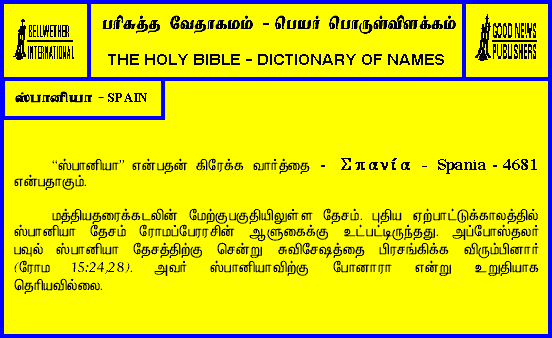 BELLWETHER
INTERNATIONAL
பரிசுத்த வேதாகமம் - பெயர் பொருள்விளக்கம்
THE HOLY BIBLE - DICTIONARY OF NAMES
GOOD NEWS
PUBLISHERS
ஸ்பானியா - SPAIN
“ஸ்பானியா” என்பதன் கிரேக்க வார்த்தை - Σπανία - Spania - 4681
என்பதாகும்.
மத்தியதரைக்கடலின் மேற்குபகுதியிலுள்ள தேசம். புதிய ஏற்பாட்டுக்காலத்தில்
ஸ்பானியா தேசம் ரோமப்பேரரசின் ஆளுகைக்கு உட்பட்டிருந்தது. அப்போஸ்தலர்
பவுல் ஸ்பானியா தேசத்திற்கு சென்று சுவிசேஷத்தை பிரசங்கிக்க விரும்பினார்
(ரோம 15:24,28). அவர் ஸ்பானியாவிற்கு போனாரா என்று உறுதியாக
தெரியவில்லை.